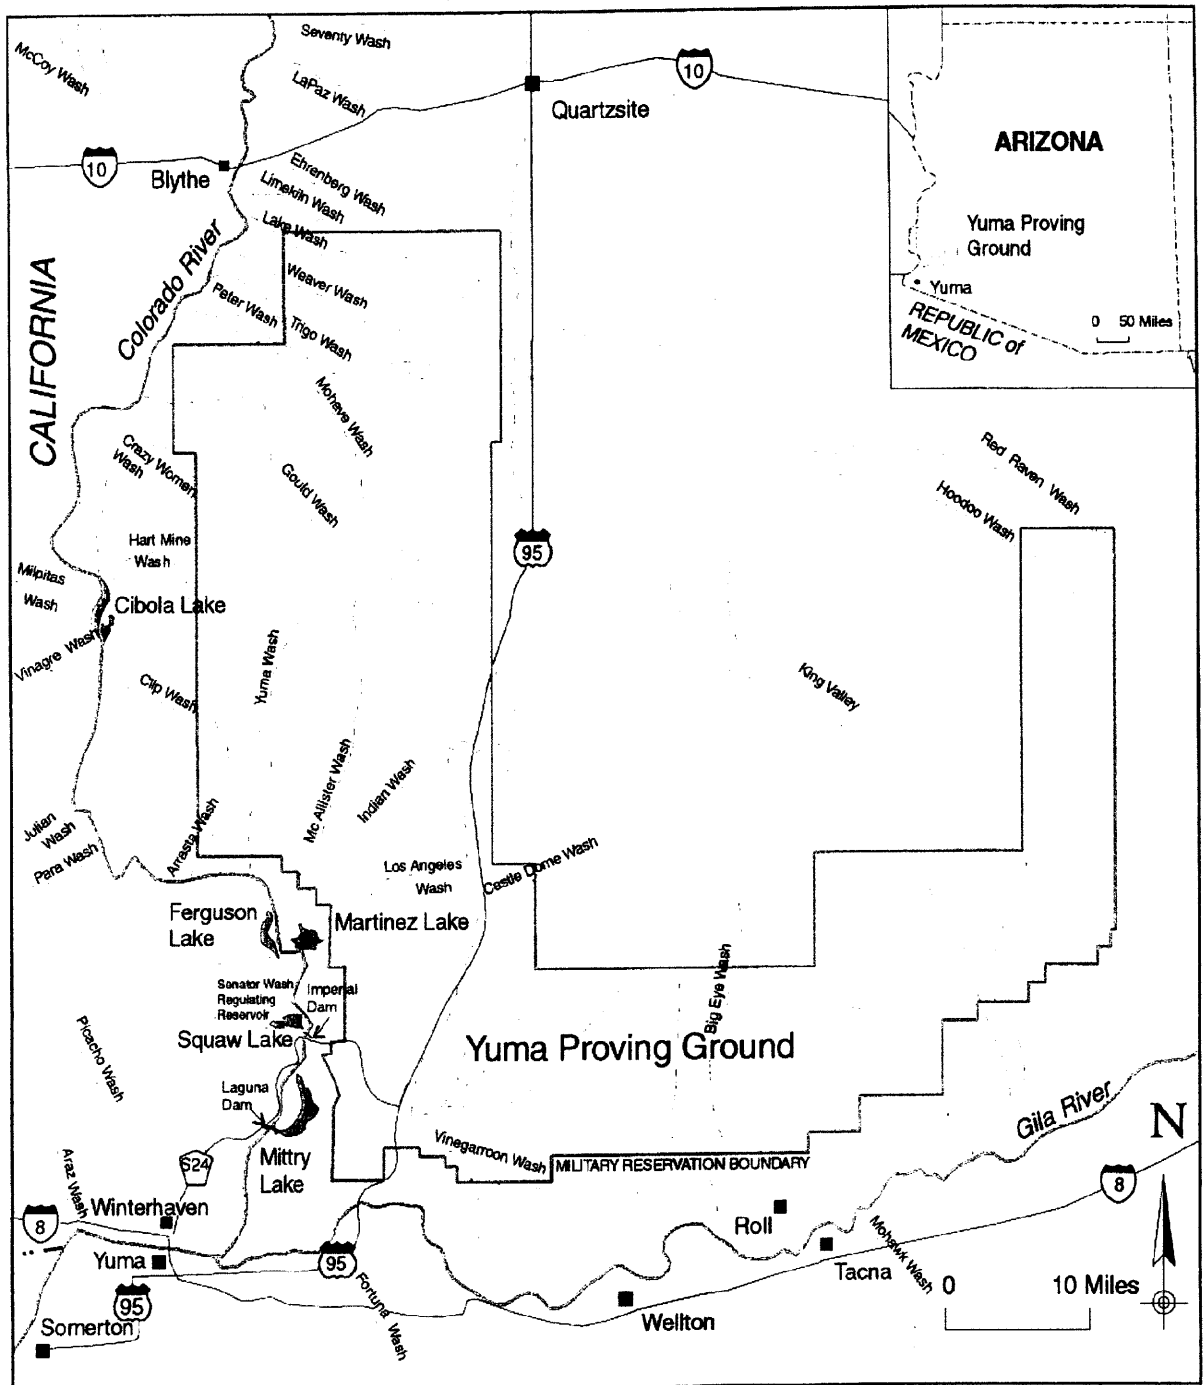 Seventy Wash
McCoy Wash
LaPaz Wash
10
Quartzsite
10
Blythe
Ehrenberg Wash
Limekiln Wash
Lake Wash
ARIZONA
Yuma Proving
Ground
Yuma
0 50 Miles
REPUBLIC of
MEXICO
CALIFORNIA
Colorado River
Weaver Wash
Peter Wash
Trigo Wash
Mohave Wash
Crazy Women
Wash
Gould Wash
Red Raven Wash
Hoodoo Wash
Hart Mine
Wash
95
Milpitas
Wash
Cibola Lake
Vinagre Wash
Yuma Wash
King Valley
Clip Wash
Mc Allister Wash
Indian Wash
Julian
Wash
Para Wash
Arrasta Wash
Los Angeles
Wash
Castle Dome Wash
Ferguson
Lake
Martinez Lake
Big Eye Wash
Senator Wash
Regulating
Reservoir
Imperial
Dam
Squaw Lake
Yuma Proving Ground
Picacho Wash
Laguna
Dam
Gila River
N
Mittry
Lake
Vinegarroon Wash
MILITARY RESERVATION BOUNDARY
S24
Araz Wash
8
Winterhaven
8
Roll
Mohawk Wash
Yuma
95
Tacna
0 10 Miles
95
Fortuna Wash
Wellton
Somerton